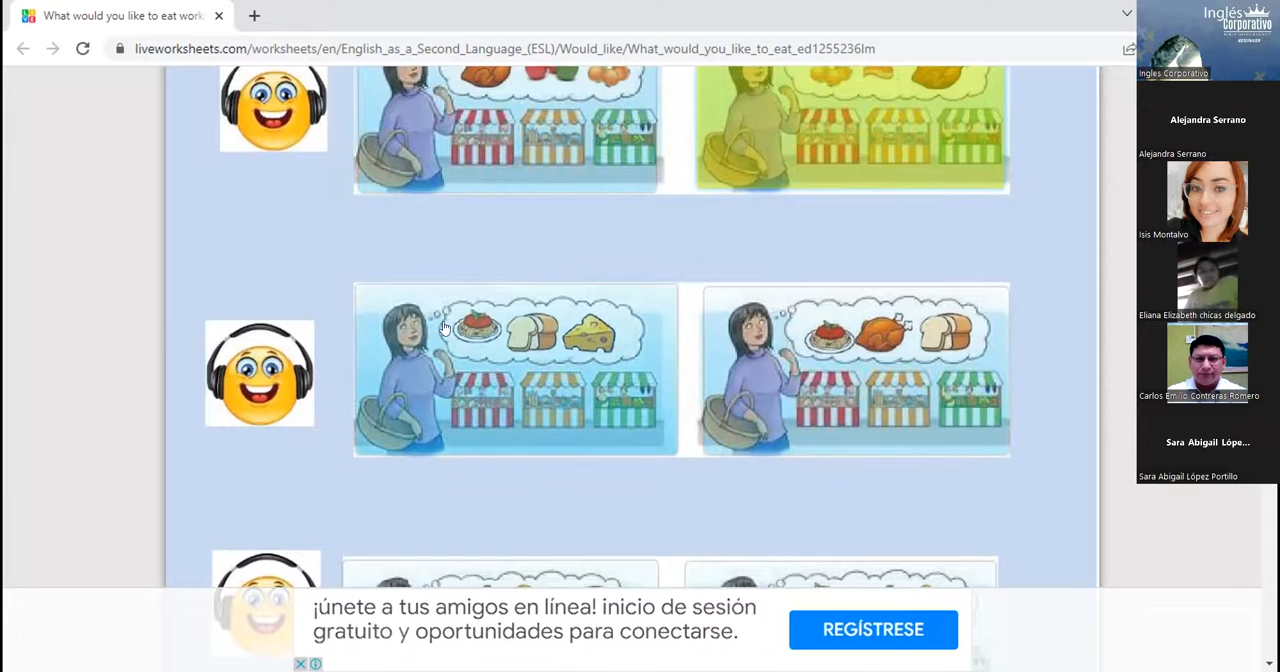 What would you like to eat work
liveworksheets.com/worksheets/en/English_as_a_Second_Language_(ESL)/Would_like/What_would_you_like_to_eat_ed1255236lm
Inglés
Corporativo
BEGINNER
Ingles Corporativo
Alejandra Serrano
Alejandra Serrano
Isis Montalvo
Eliana Elizabeth chicas delgado
Carlos Emilio Contreras Romero
Sara Abigail Lópe...
Sara Abigail López Portillo
¡únete a tus amigos en línea! inicio de sesión
gratuito y oportunidades para conectarse.
REGÍSTRESE